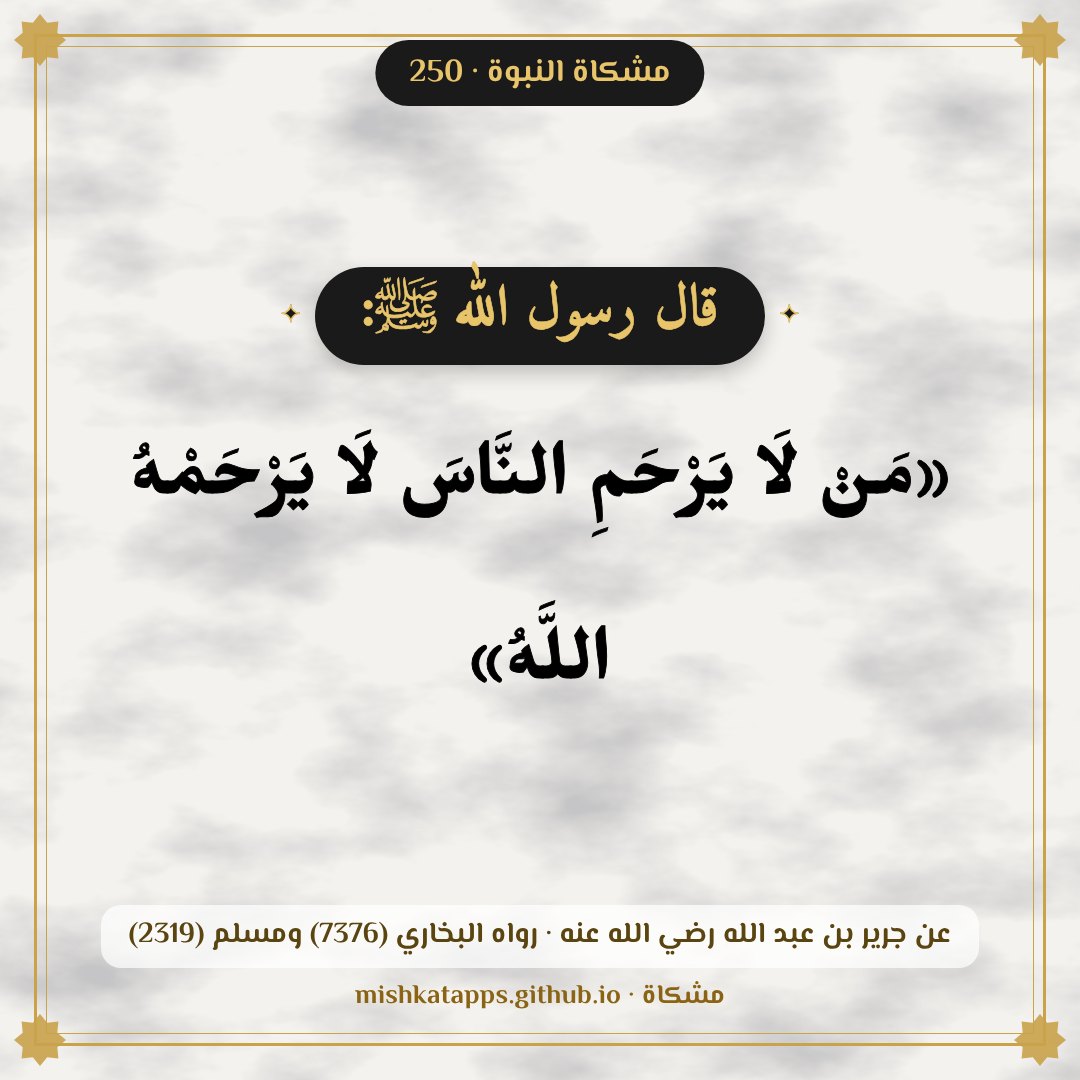 مشكاة النبوة · 250
قال رسول الله ﷺ:
«مَنْ لَا يَرْحَمِ النَّاسَ لَا يَرْحَمْهُ
اللَّهُ»
عن جرير بن عبد الله رضي الله عنه · رواه البخاري (7376) ومسلم (2319)
مشكاة · mishkatapps.github.io